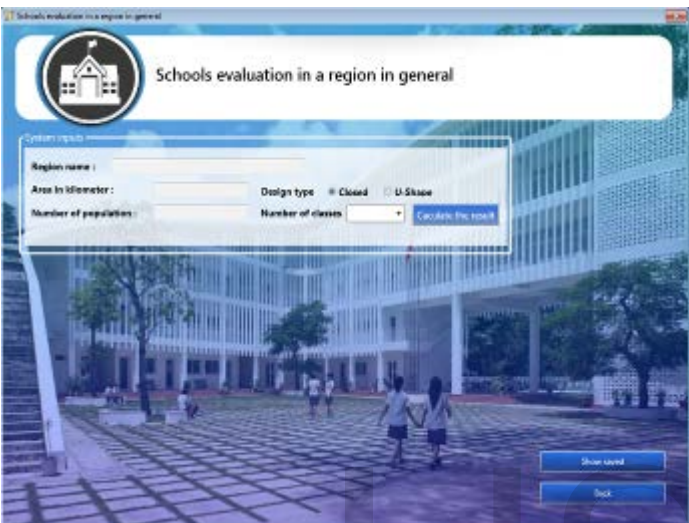 Schools evaluation in a region in general
Schools evaluation in a region in general
System inputs
Region name :
Area in kilometer :
Design type Closed U-Shape
Number of population :
Number of classes
Caculate the result
Show saved
Back